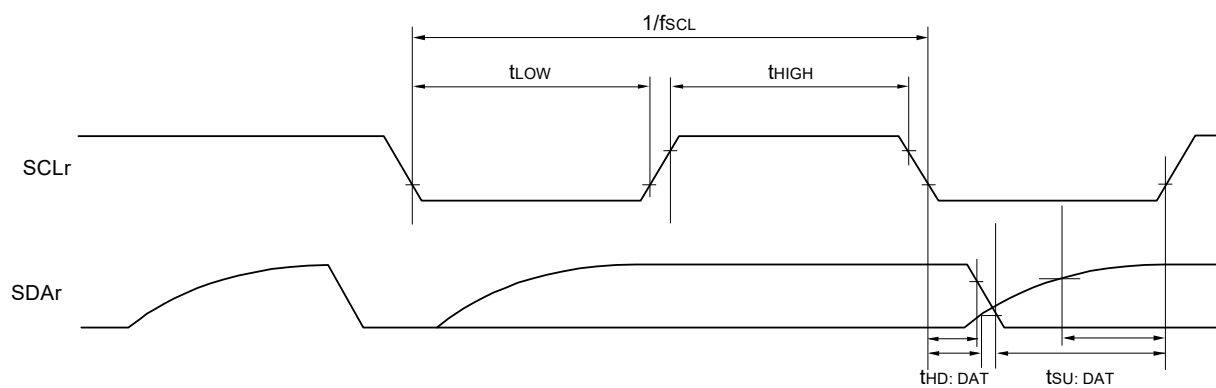 1/fSCL
tLOW
tHIGH
SCLr
SDAr
tHD: DAT
tSU: DAT